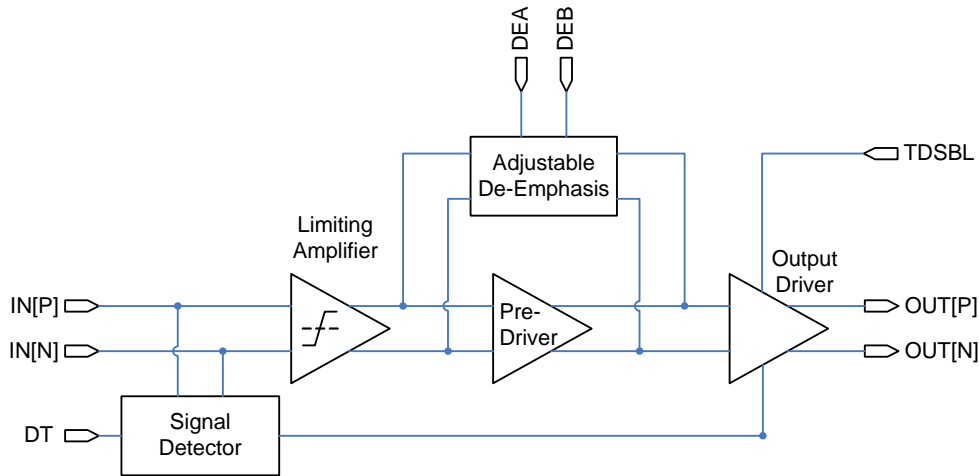 DEA
DEB
Adjustable
De-Emphasis
TDSBL
Limiting
Amplifier
Output
Driver
IN[P]
Pre-
Driver
OUT[P]
IN[N]
OUT[N]
DT
Signal
Detector